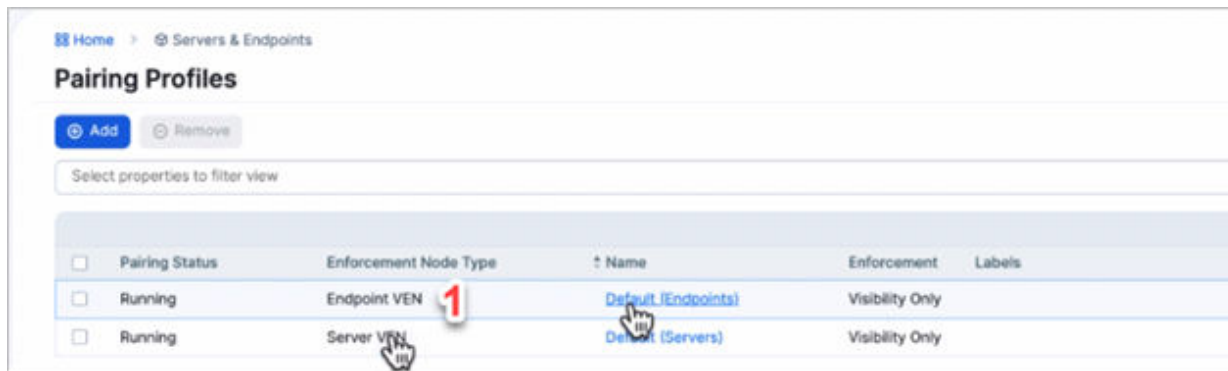 Home > Servers & Endpoints
Pairing Profiles
Add Remove
Select properties to filter view
Pairing Status Enforcement Node Type ↑ Name Enforcement Labels
Running Endpoint VEN 1 Default (Endpoints) Visibility Only
Running Server VEN Default (Servers) Visibility Only